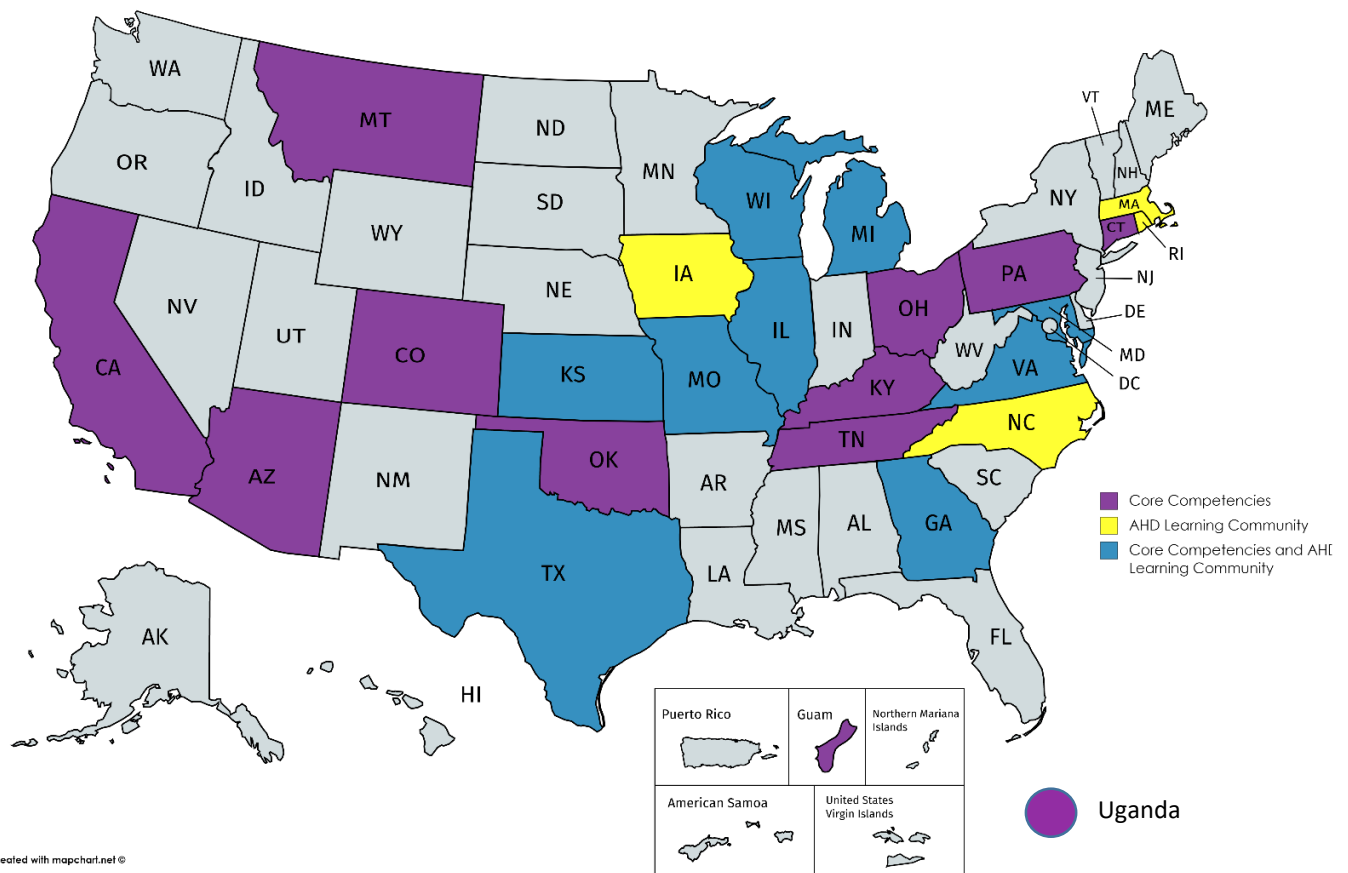 WA
MT
ND
MN
VT
ME
OR
ID
SD
WI
MI
NY
NH
MA
CT
RI
WY
IA
PA
NJ
NE
OH
DE
NV
UT
CO
IL
IN
WV
MD
DC
CA
KS
MO
KY
VA
TN
NC
AZ
NM
OK
AR
SC
MS
AL
GA
TX
LA
FL
AK
HI
Core Competencies
AHD Learning Community
Core Competencies and AHD
Learning Community
Puerto Rico
Guam
Northern Mariana
Islands
American Samoa
United States
Virgin Islands
Uganda
eated with mapchart.net ©